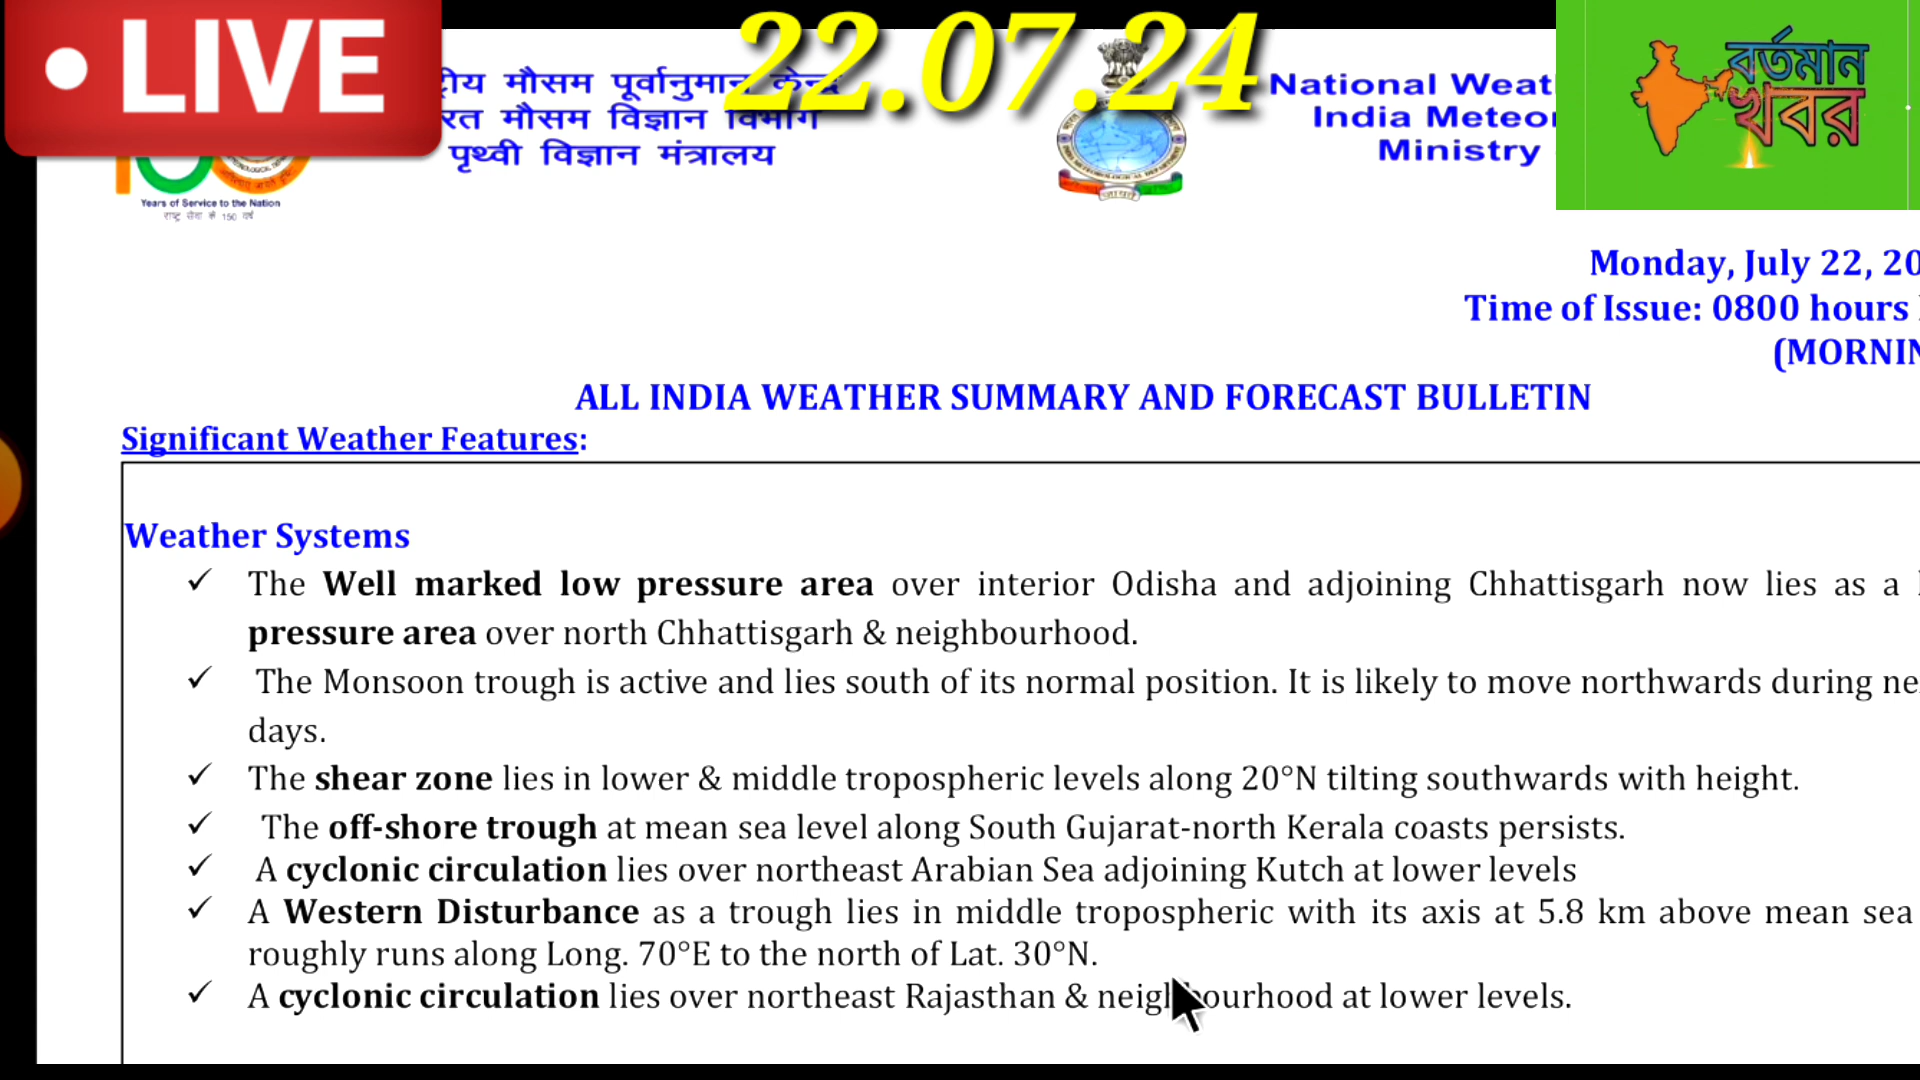 LIVE
22.07.24
मौसम पूर्वानुमान केन्द्र
मौसम विज्ञान विभाग
पृथ्वी विज्ञान मंत्रालय
National Weat
India Meteor
Ministry
বর্তমান
খবর
Years of Service to the Nation
राष्ट्र सेवा के 150 वर्ष
Monday, July 22, 20
Time of Issue: 0800 hours
(MORNIN
ALL INDIA WEATHER SUMMARY AND FORECAST BULLETIN
Significant Weather Features:
Weather Systems
✓ The Well marked low pressure area over interior Odisha and adjoining Chhattisgarh now lies as a
pressure area over north Chhattisgarh & neighbourhood.
✓ The Monsoon trough is active and lies south of its normal position. It is likely to move northwards during ne
days.
✓ The shear zone lies in lower & middle tropospheric levels along 20°N tilting southwards with height.
✓ The off-shore trough at mean sea level along South Gujarat-north Kerala coasts persists.
✓ A cyclonic circulation lies over northeast Arabian Sea adjoining Kutch at lower levels
✓ A Western Disturbance as a trough lies in middle tropospheric with its axis at 5.8 km above mean sea
roughly runs along Long. 70°E to the north of Lat. 30°N.
✓ A cyclonic circulation lies over northeast Rajasthan & neighbourhood at lower levels.